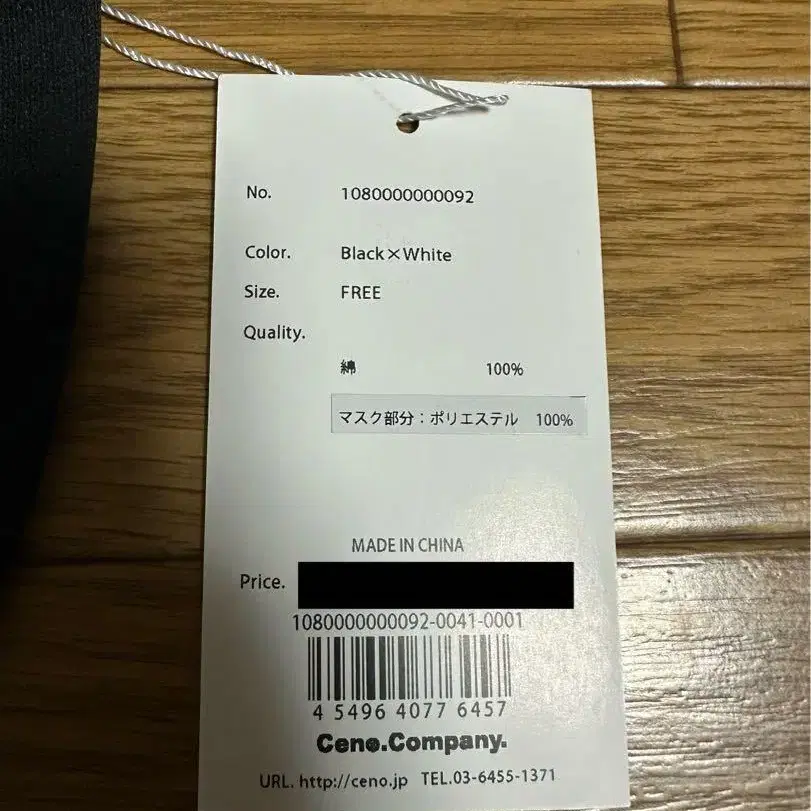 No. 1080000000092
Color. Black×White
Size. FREE
Quality.
綿 100%
マスク部分：ポリエステル 100%
MADE IN CHINA
Price.
1080000000092-0041-0001
4 54964 0776457
Ceno.Company.
URL. http://ceno.jp TEL.03-6455-1371